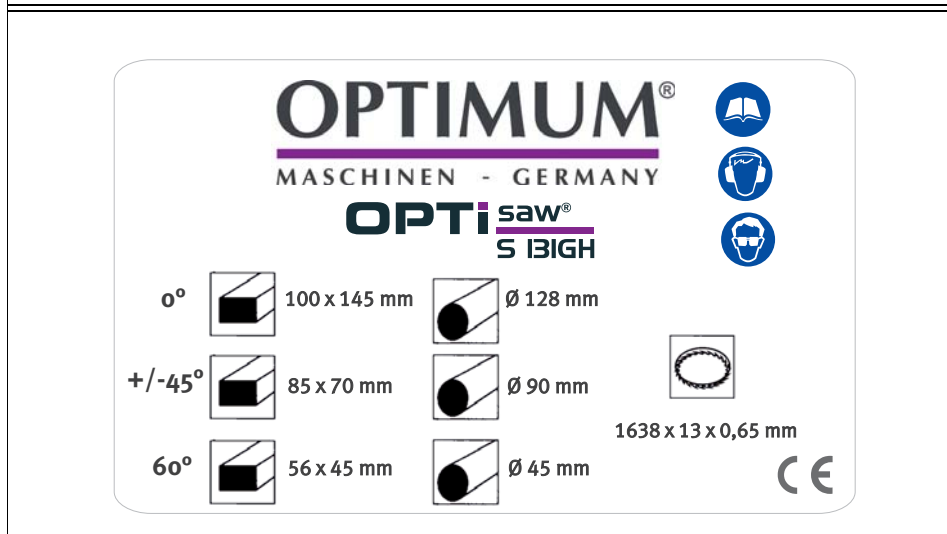 OPTIMUM®
MASCHINEN - GERMANY
OPTi saw®
S 131GH
0° 100 x 145 mm Ø 128 mm
+/-45° 85 x 70 mm Ø 90 mm
60° 56 x 45 mm Ø 45 mm
1638 x 13 x 0,65 mm
CE